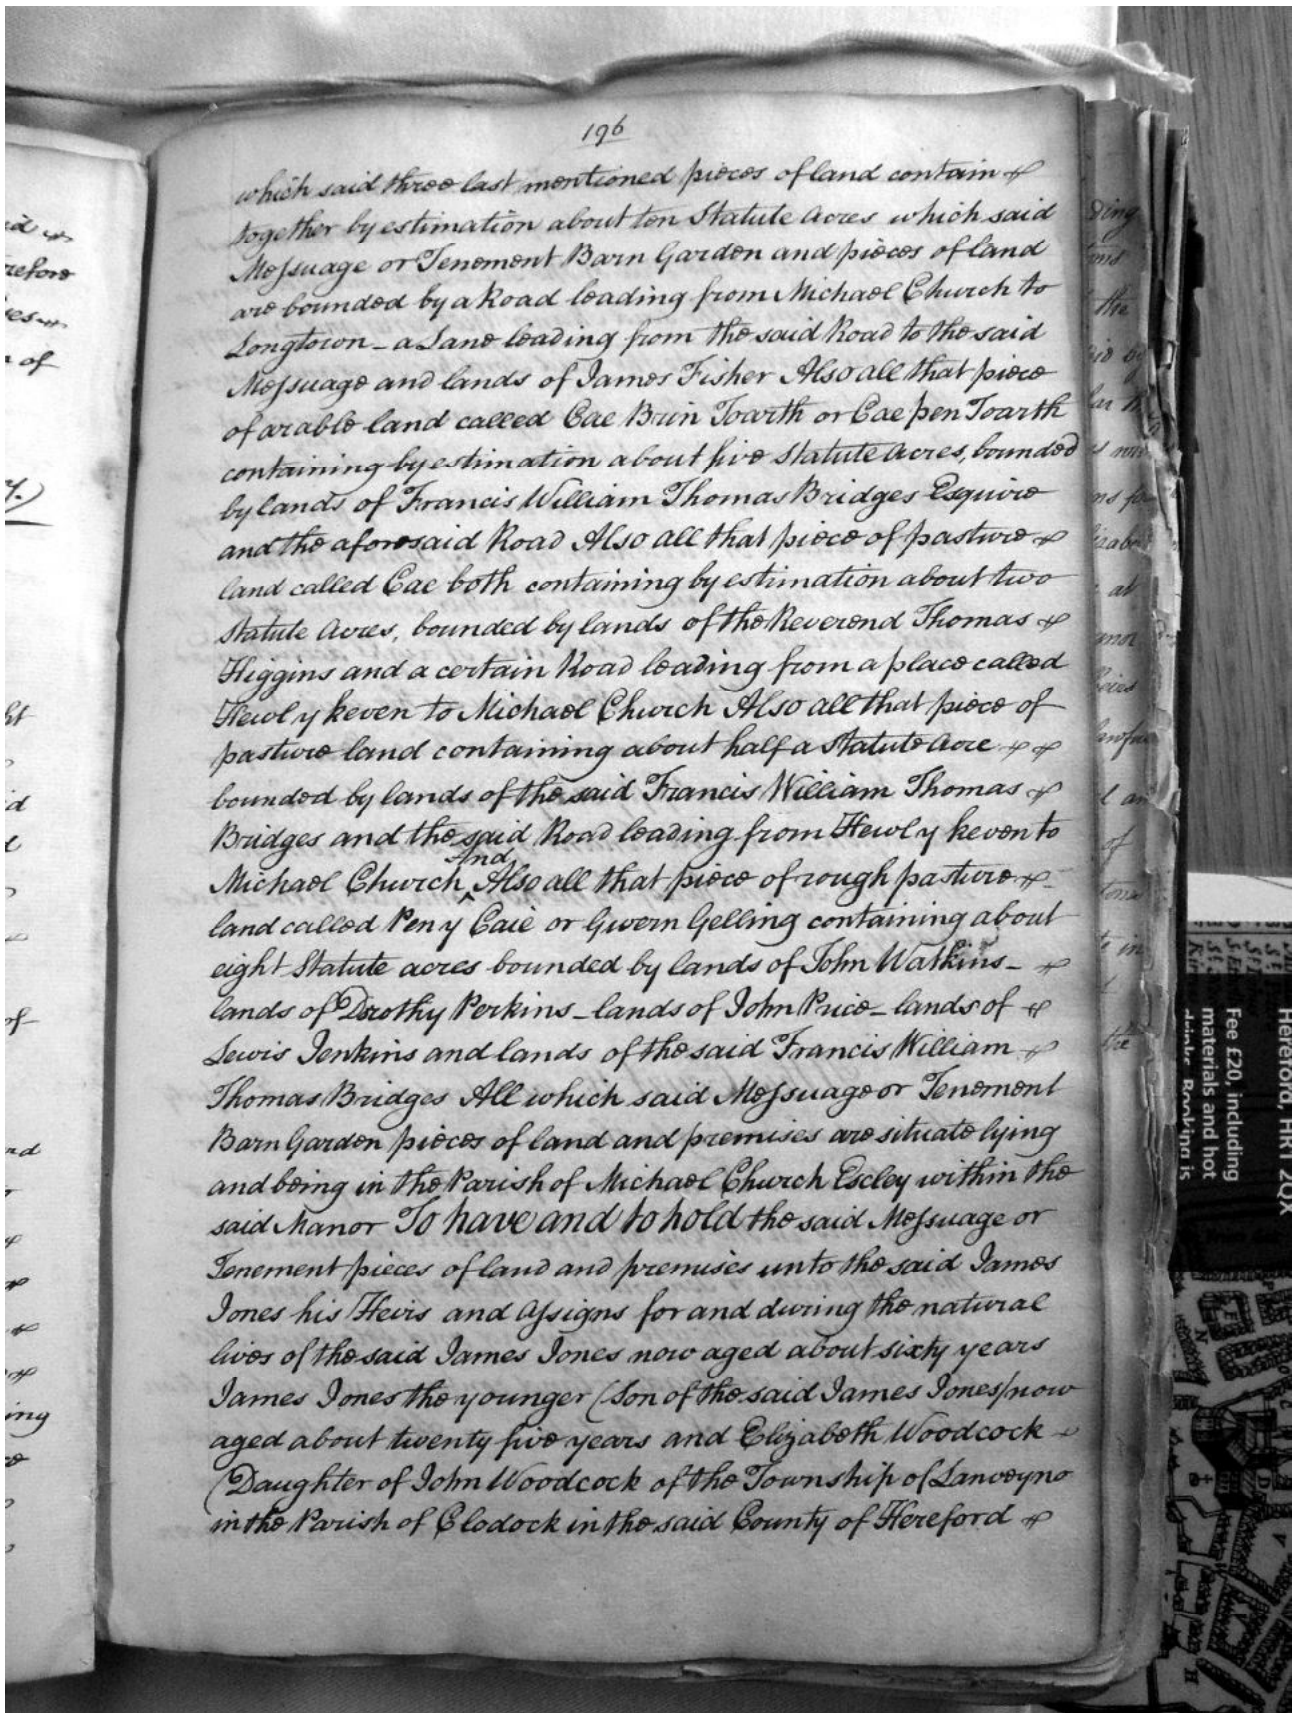 196
which said three last mentioned pieces of land contain
together by estimation about ten Statute Acres which said
Messuage or Tenement Barn Garden and pieces of land
are bounded by a Road leading from Michael Church to
Longtown - a Lane leading from the said Road to the said
Messuage and lands of James Fisher Also all that piece
of arable land called Cae Brin Toarth or Cae pen Toarth
containing by estimation about five Statute Acres, bounded
by lands of Francis William Thomas Bridges Esquire
and the aforesaid Road Also all that piece of pasture
land called Cae both containing by estimation about two
Statute Acres, bounded by lands of the Reverend Thomas
Higgins and a certain Road leading from a place called
Hewl y keven to Michael Church Also all that piece of
pasture land containing about half a Statute Acre
bounded by lands of the said Francis William Thomas
Bridges and the said Road leading from Hewl y keven to
Michael Church And Also all that piece of rough pasture
land called Pen y Caie or Gwern Gelling containing about
eight Statute acres bounded by lands of John Watkins -
lands of Dorothy Perkins - lands of John Price - lands of
Lewis Jenkins and lands of the said Francis William
Thomas Bridges All which said Messuage or Tenement
Barn Garden pieces of land and premises are situate lying
and being in the Parish of Michael Church Escley within the
said Manor To have and to hold the said Messuage or
Tenement pieces of land and premises unto the said James
Jones his Heirs and Assigns for and during the natural
lives of the said James Jones now aged about sixty years
James Jones the younger (Son of the said James Jones) now
aged about twenty five years and Elizabeth Woodcock
(Daughter of John Woodcock of the Township of Lanveyno
in the Parish of Clodock in the said County of Hereford
Hereford, HR1 2QX
Fee £20, including
materials and hot
drinks. Booking is